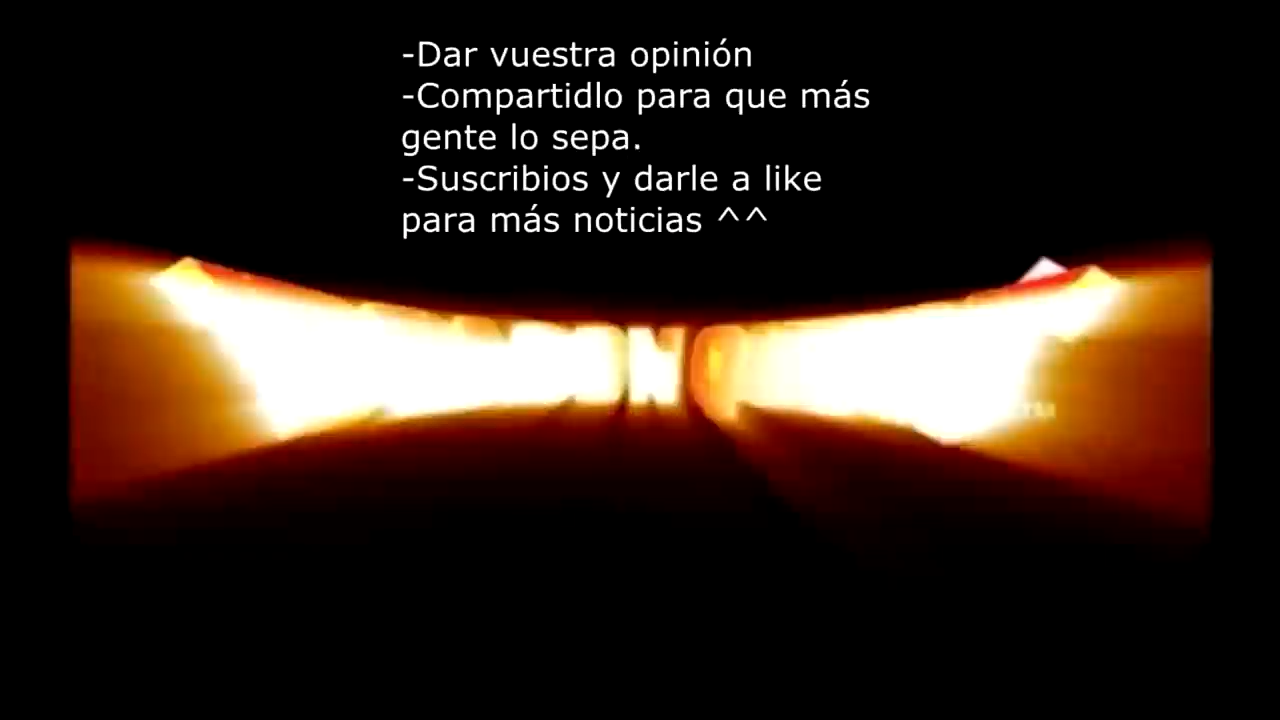 -Dar vuestra opinión
-Compartidlo para que más
gente lo sepa.
-Suscribios y darle a like
para más noticias ^^